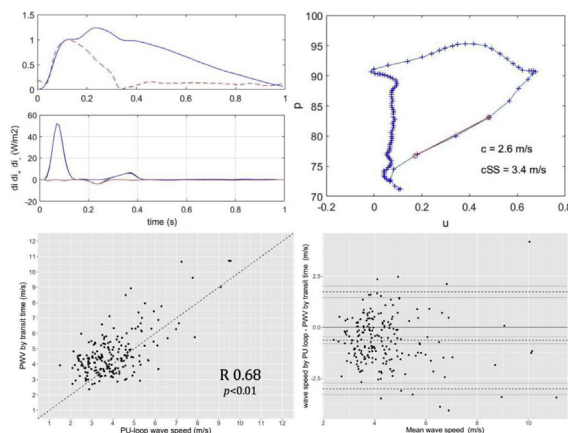 1.5
1
0.5
0
0 0.2 0.4 0.6 0.8 1
60
40
20
0
0 0.2 0.4 0.6 0.8 1
di di+ di- (W/m2)
time (s)
100
95
90
85
80
75
70
p
-0.2 0 0.2 0.4 0.6 0.8
u
c = 2.6 m/s
cSS = 3.4 m/s
12
11
10
9
8
7
6
5
4
3
2
1
PWV by transit time (m/s)
R 0.68
p<0.01
1 2 3 4 5 6 7 8 9 10 11 12
PU-loop wave speed (m/s)
2.5
0.0
-2.5
wave speed by PU loop - PWV by transit time (m/s)
4 6 8 10
Mean wave speed (m/s)